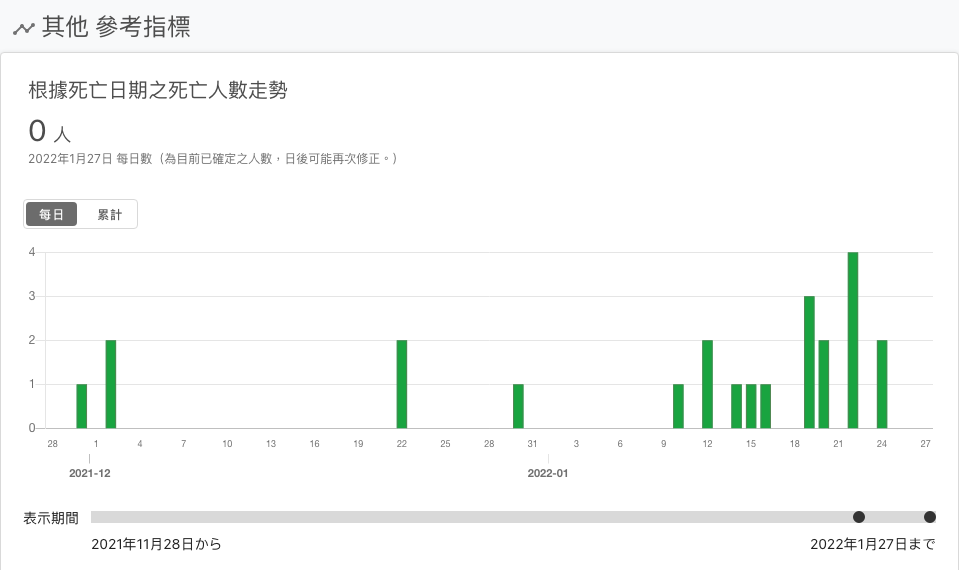 其他 參考指標
根據死亡日期之死亡人數走勢
0 人
2022年1月27日 每日數（為目前已確定之人數，日後可能再次修正。）
每日 累計
4
3
2
1
0
28 1 4 7 10 13 16 19 22 25 28 31 3 6 9 12 15 18 21 24 27
2021-12 2022-01
表示期間
2021年11月28日から 2022年1月27日まで